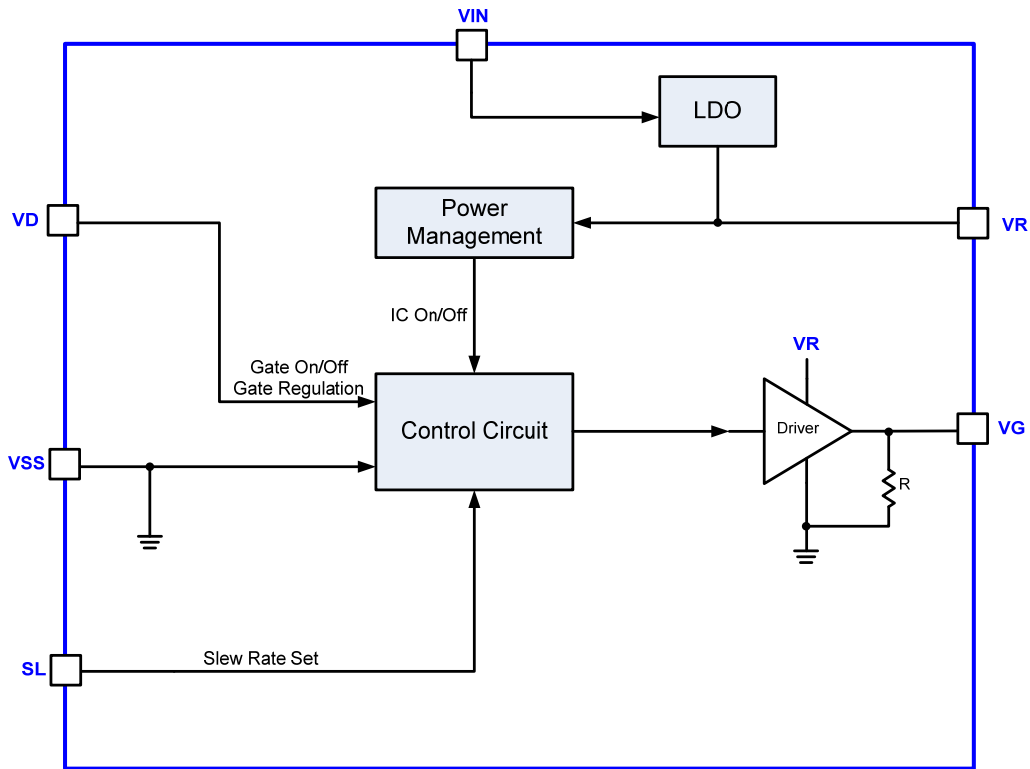 VIN
LDO
VD
Power
Management
VR
IC On/Off
VR
Gate On/Off
Gate Regulation
Control Circuit
Driver
VG
VSS
R
Slew Rate Set
SL